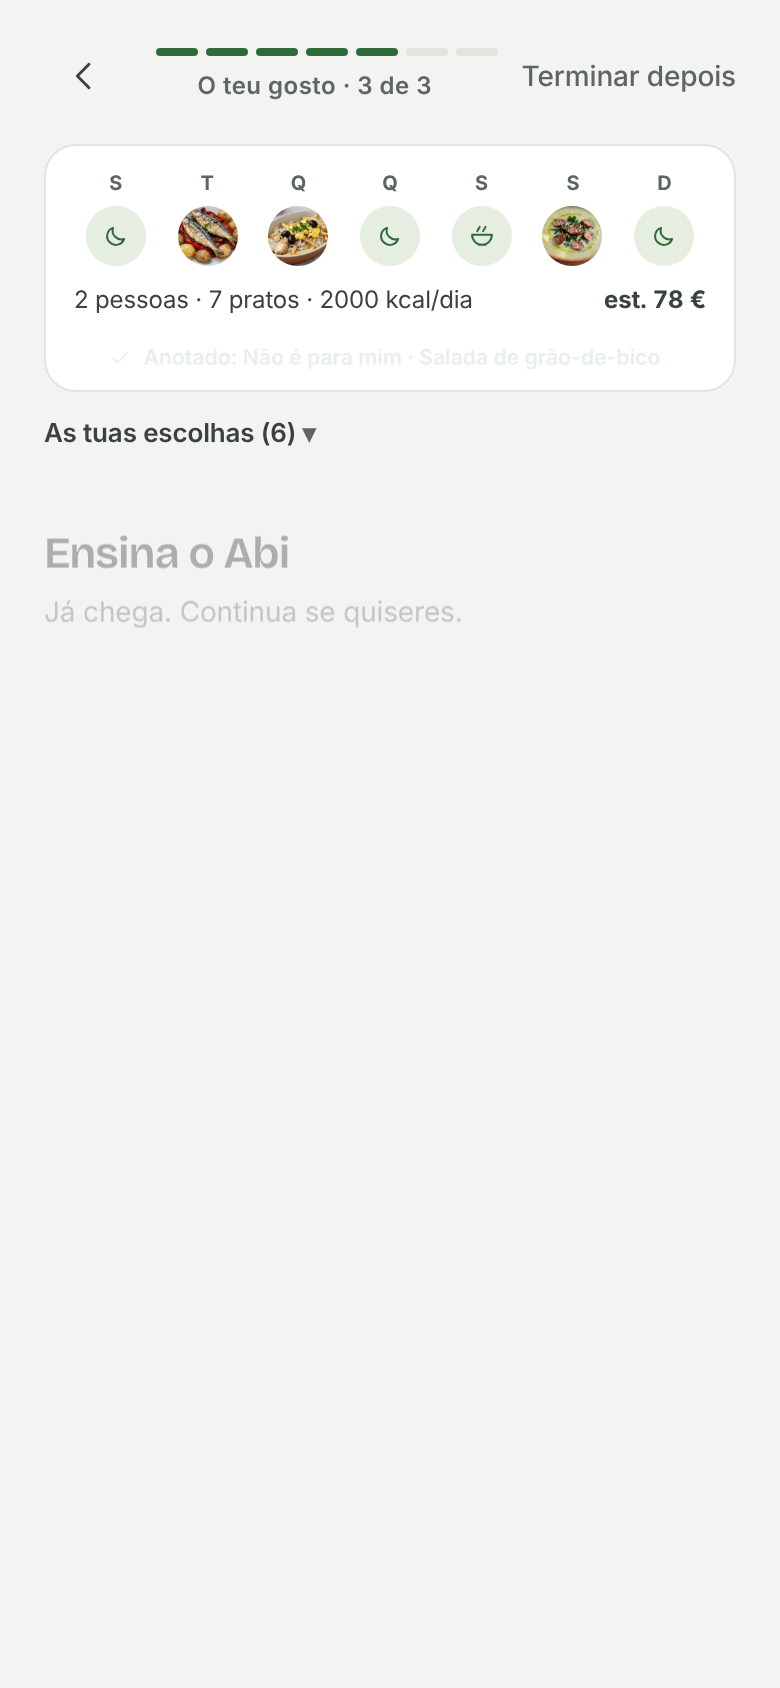 O teu gosto · 3 de 3
Terminar depois
S T Q Q S S D
2 pessoas · 7 pratos · 2000 kcal/dia est. 78 €
Anotado: Não é para mim · Salada de grão-de-bico
As tuas escolhas (6) ▾
Ensina o Abi
Já chega. Continua se quiseres.